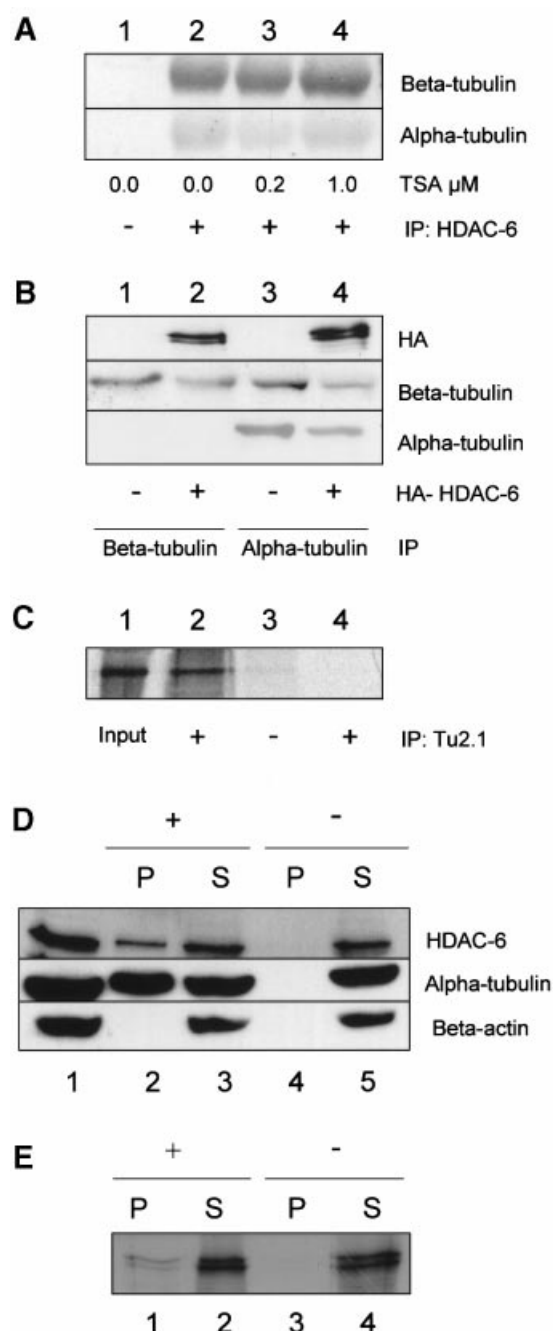 A
1 2 3 4
Beta-tubulin
Alpha-tubulin
0.0 0.0 0.2 1.0 TSA µM
- + + + IP: HDAC-6
B
1 2 3 4
HA
Beta-tubulin
Alpha-tubulin
- + - + HA- HDAC-6
Beta-tubulin Alpha-tubulin IP
C
1 2 3 4
Input + - + IP: Tu2.1
D
+ -
P S P S
HDAC-6
Alpha-tubulin
Beta-actin
1 2 3 4 5
E
+ -
P S P S
1 2 3 4